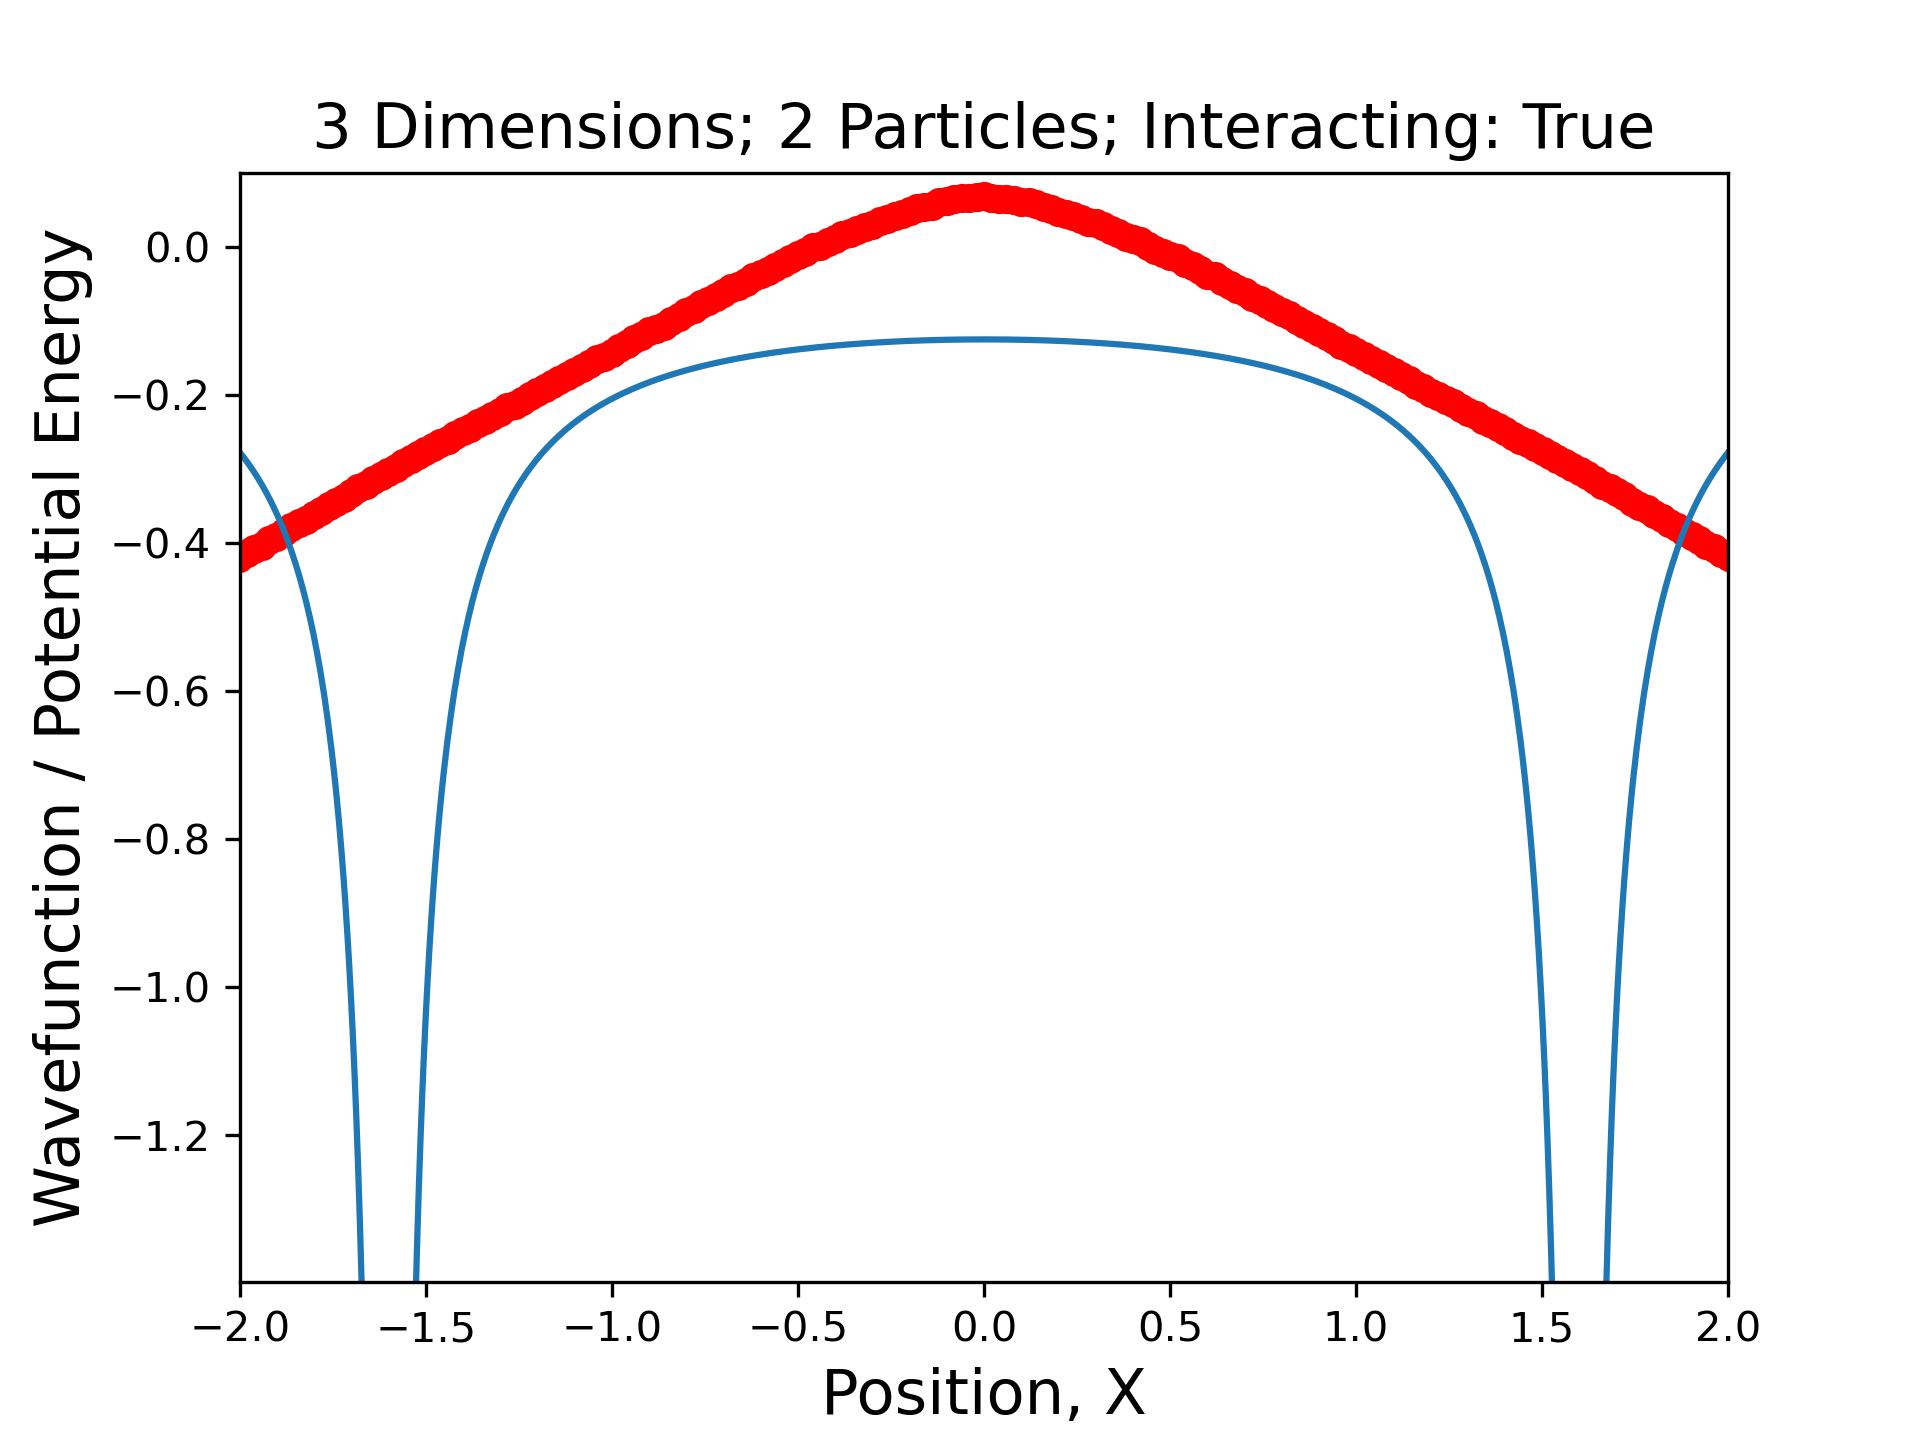 3 Dimensions; 2 Particles; Interacting: True
Wavefunction / Potential Energy
0.0
−0.2
−0.4
−0.6
−0.8
−1.0
−1.2
−2.0 −1.5 −1.0 −0.5 0.0 0.5 1.0 1.5 2.0
Position, X